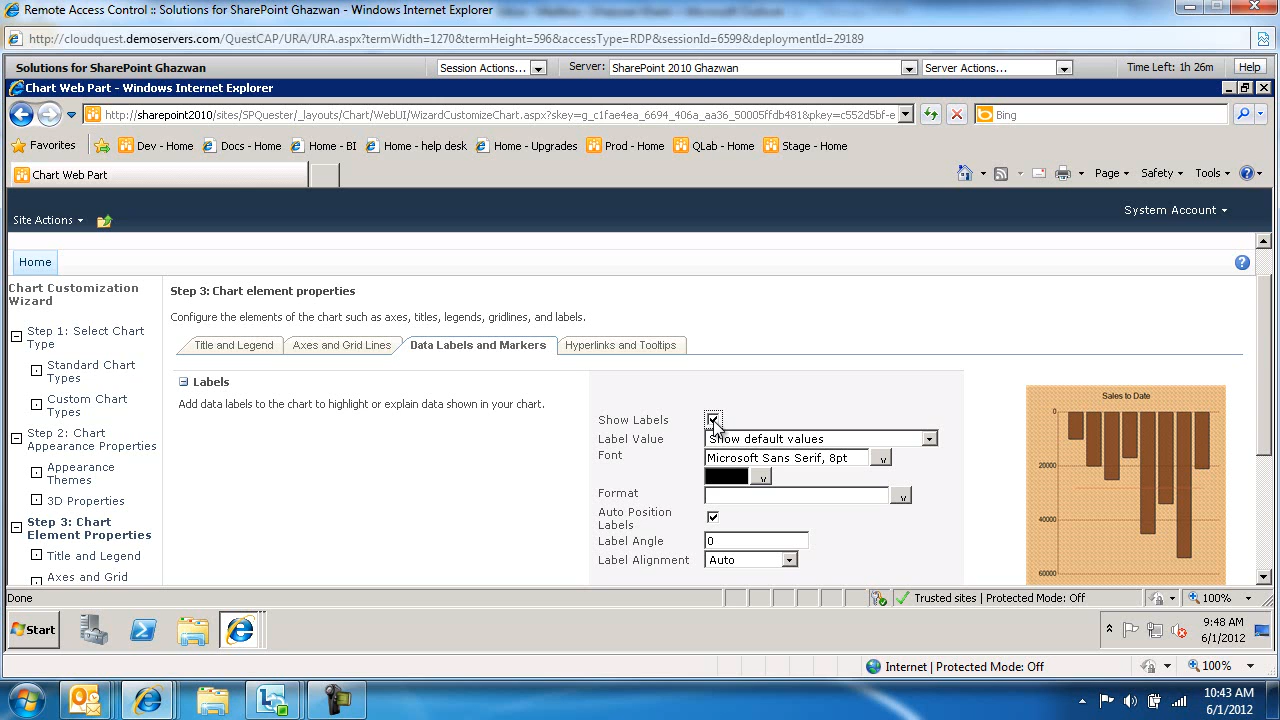 Remote Access Control :: Solutions for SharePoint Ghazwan - Windows Internet Explorer
http://cloudquest.demoservers.com/QuestCAP/URA/URA.aspx?termWidth=1270&termHeight=596&accessType=RDP&sessionId=6599&deploymentId=29189
Solutions for SharePoint Ghazwan Session Actions... Server: SharePoint 2010 Ghazwan Server Actions... Time Left: 1h 26m Help
Chart Web Part - Windows Internet Explorer
http://sharepoint2010/sites/SPQuest/_layouts/Chart/WebUI/WizardCustomizeChart.aspx?skey=g_c1fae4ea_6694_406a_aa36_50005ffdb481&pkey=c552d5bf-e Bing
Favorites Dev - Home Docs - Home Home - BI Home - help desk Home - Upgrades Prod - Home QLab - Home Stage - Home
Chart Web Part Page Safety Tools
Site Actions System Account
Home
Chart Customization Wizard
Step 1: Select Chart Type
Standard Chart Types
Custom Chart Types
Step 2: Chart Appearance Properties
Appearance Themes
3D Properties
Step 3: Chart Element Properties
Title and Legend
Axes and Grid
Step 3: Chart element properties
Configure the elements of the chart such as axes, titles, legends, gridlines, and labels.
Title and Legend Axes and Grid Lines Data Labels and Markers Hyperlinks and Tooltips
Labels
Add data labels to the chart to highlight or explain data shown in your chart.
Show Labels
Label Value Show default values
Font Microsoft Sans Serif, 8pt v
v
Format v
Auto Position Labels
Label Angle 0
Label Alignment Auto
Sales to Date
0
20000
40000
60000
Done Trusted sites | Protected Mode: Off 100%
Start 9:48 AM
6/1/2012
Internet | Protected Mode: Off 100%
10:43 AM
6/1/2012